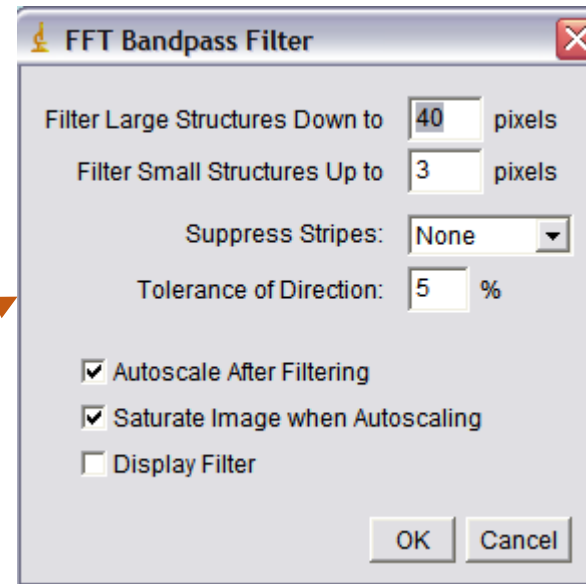 FFT Bandpass Filter
Filter Large Structures Down to 40 pixels
Filter Small Structures Up to 3 pixels
Suppress Stripes: None
Tolerance of Direction: 5 %
Autoscale After Filtering
Saturate Image when Autoscaling
Display Filter
OK Cancel